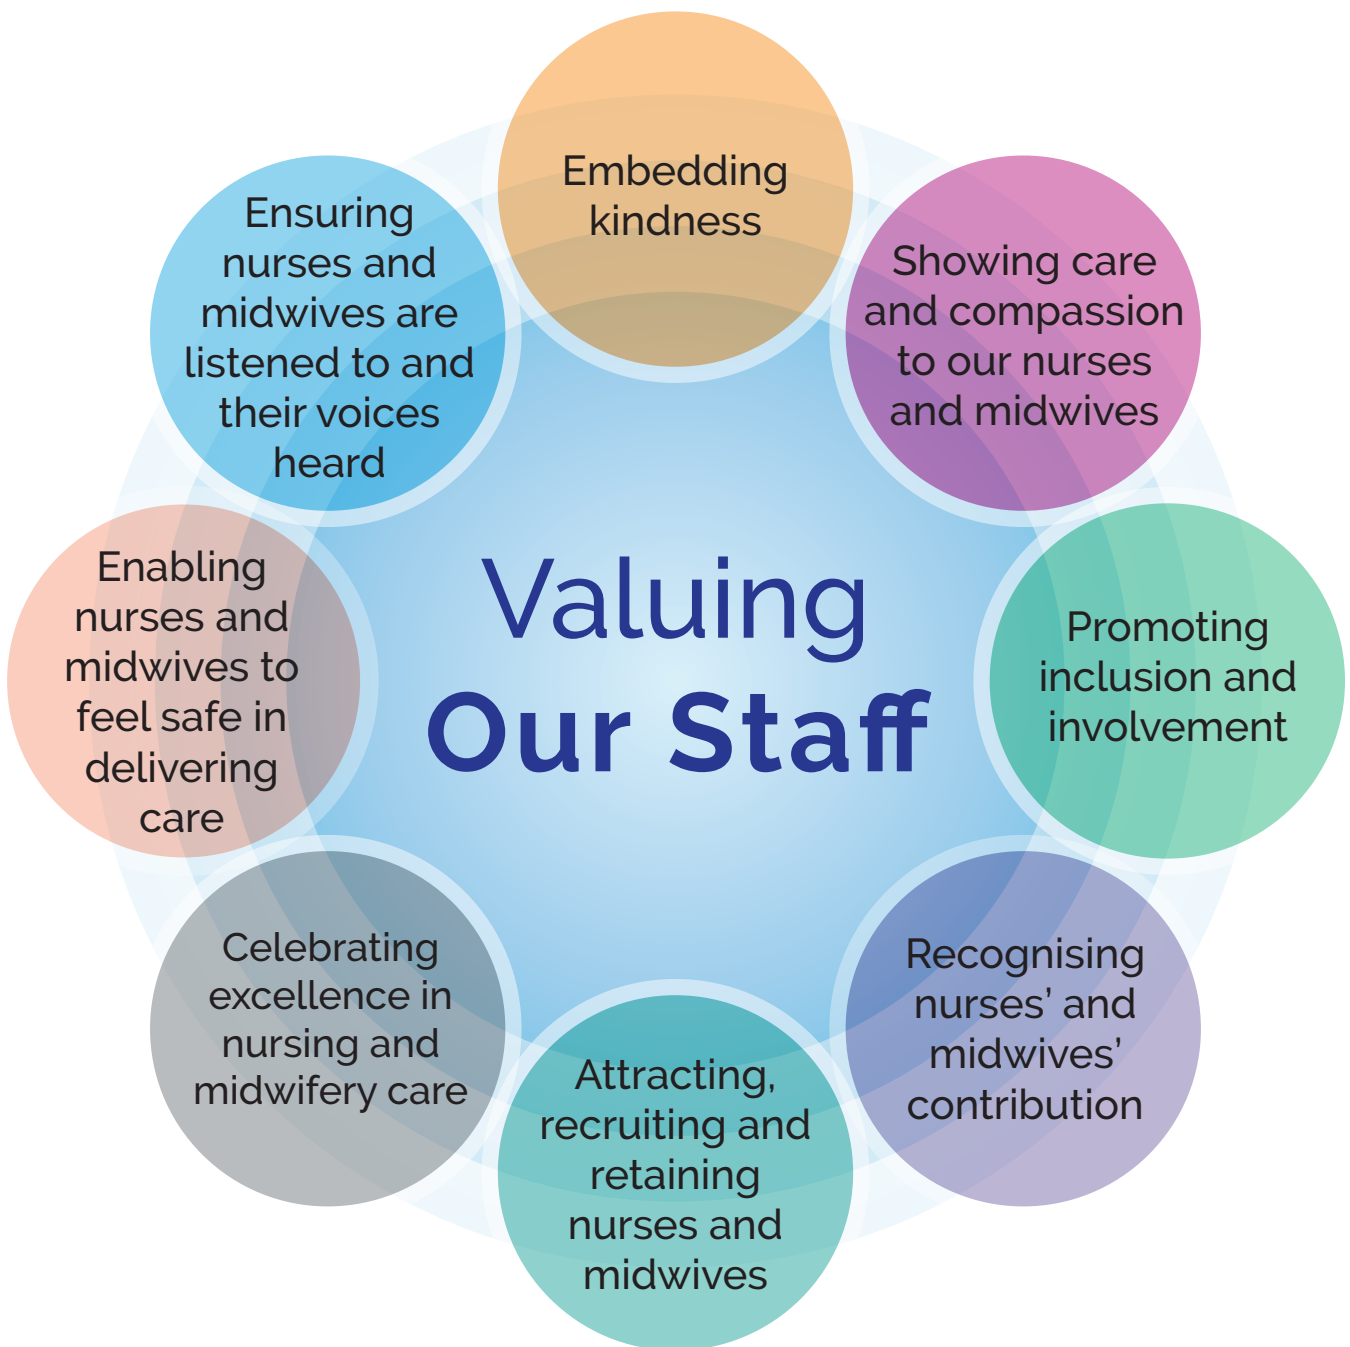 Embedding
kindness
Showing care
and compassion
to our nurses
and midwives
Promoting
inclusion and
involvement
Recognising
nurses’ and
midwives’
contribution
Attracting,
recruiting and
retaining
nurses and
midwives
Celebrating
excellence in
nursing and
midwifery care
Enabling
nurses and
midwives to
feel safe in
delivering
care
Ensuring
nurses and
midwives are
listened to and
their voices
heard
Valuing
Our Staff